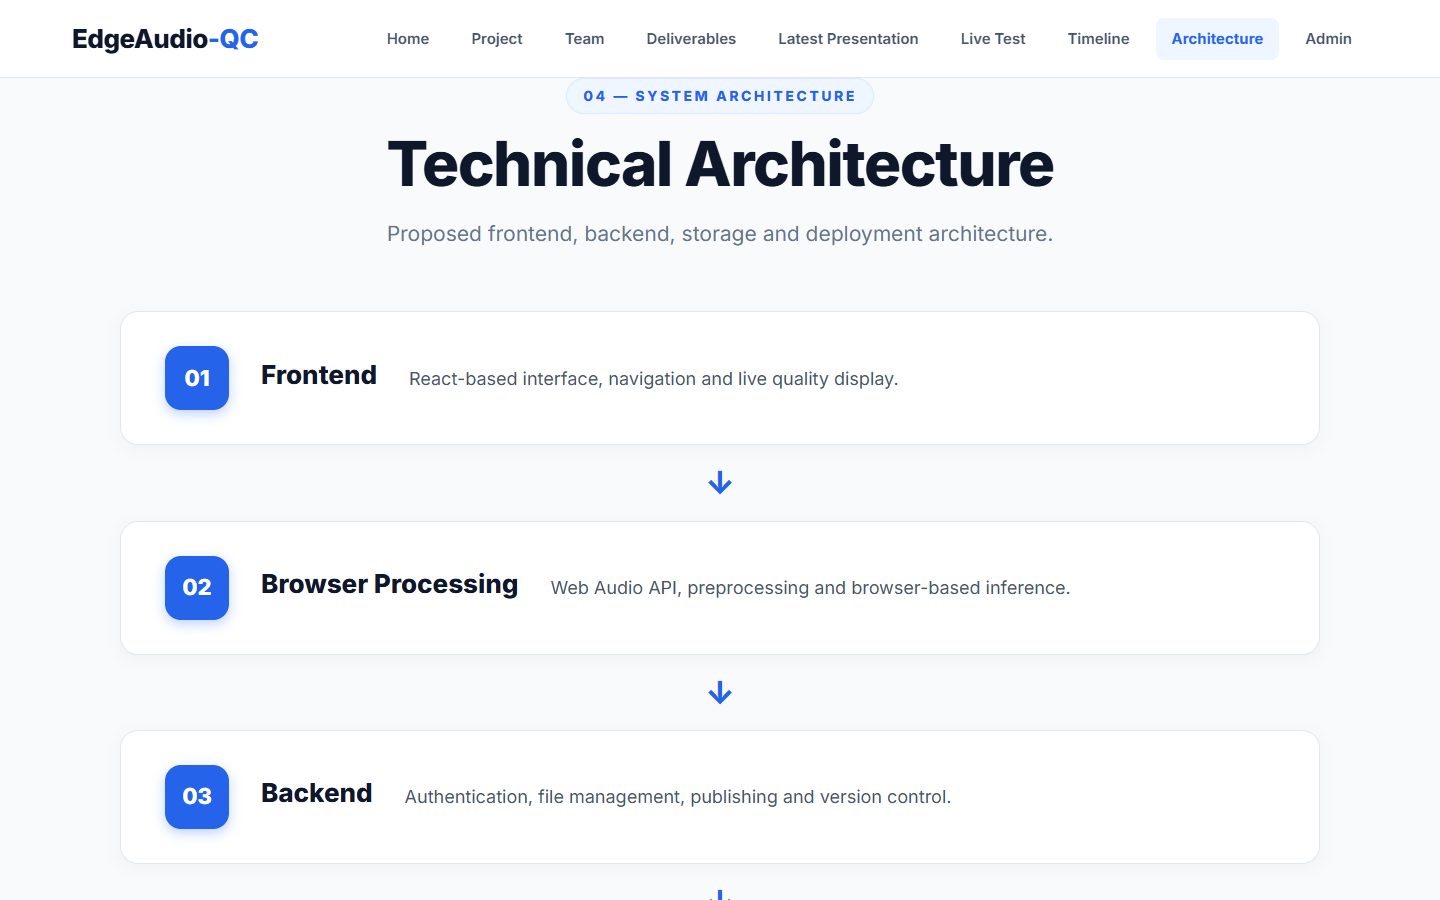 EdgeAudio-QC
Home Project Team Deliverables Latest Presentation Live Test Timeline Architecture Admin
04 — SYSTEM ARCHITECTURE
Technical Architecture
Proposed frontend, backend, storage and deployment architecture.
01 Frontend React-based interface, navigation and live quality display.
02 Browser Processing Web Audio API, preprocessing and browser-based inference.
03 Backend Authentication, file management, publishing and version control.